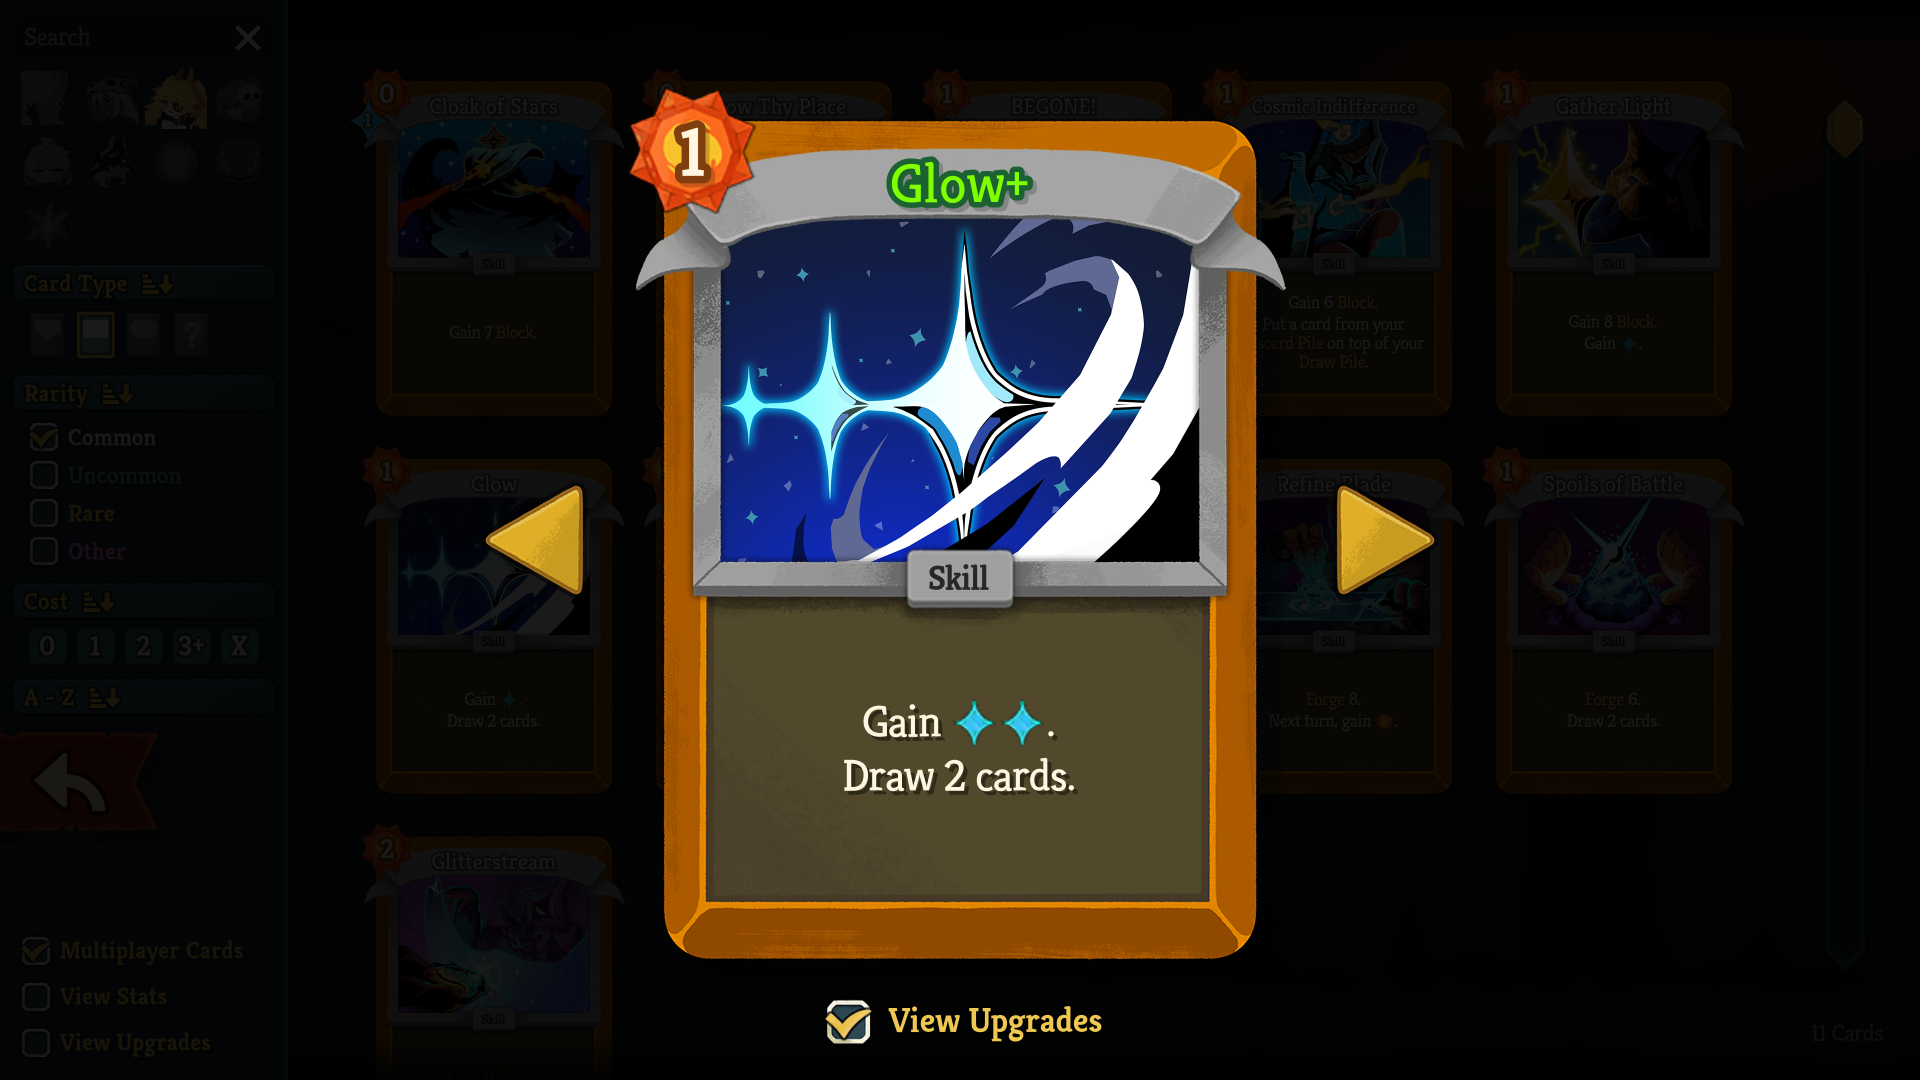 Search
Card Type
?
Rarity
Common
Uncommon
Rare
Other
Cost
0 1 2 3+ X
A - Z
Multiplayer Cards
View Stats
View Upgrades
0
1
Cloak of Stars
Skill
Gain 7 Block.
Thy Place
1
BEGONE!
1
Cosmic Indifference
Skill
Gain 6 Block.
Put a card from your
Pile on top of your
Draw Pile.
1
Gather Light
Skill
Gain 8 Block.
Gain .
1
Glow
Skill
Gain .
Draw 2 cards.
1
Glow+
Skill
Gain .
Draw 2 cards.
Refine Blade
Skill
Forge 8.
Next turn, gain .
1
Spoils of Battle
Skill
Forge 6.
Draw 2 cards.
2
Glitterstream
Skill
View Upgrades
11 Cards